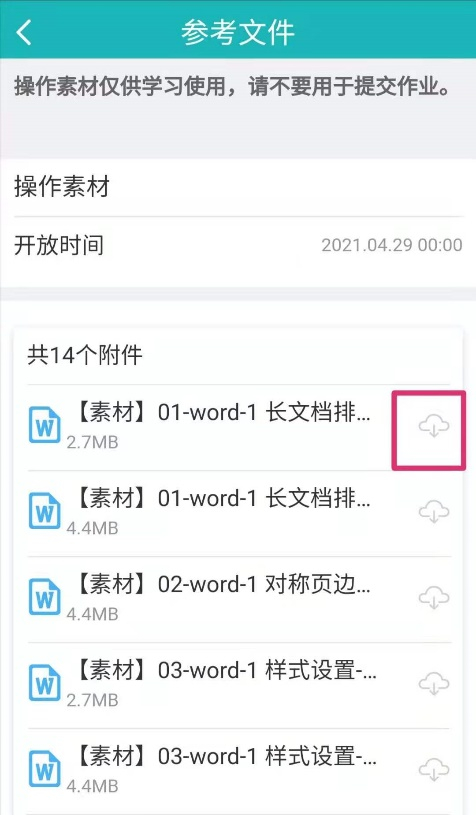 参考文件
操作素材仅供学习使用，请不要用于提交作业。
操作素材
开放时间
2021.04.29 00:00
共14个附件
【素材】01-word-1 长文档排...
2.7MB
【素材】01-word-1 长文档排...
4.4MB
【素材】02-word-1 对称页边...
4.4MB
【素材】03-word-1 样式设置-...
2.7MB
【素材】03-word-1 样式设置-...
4.4MB